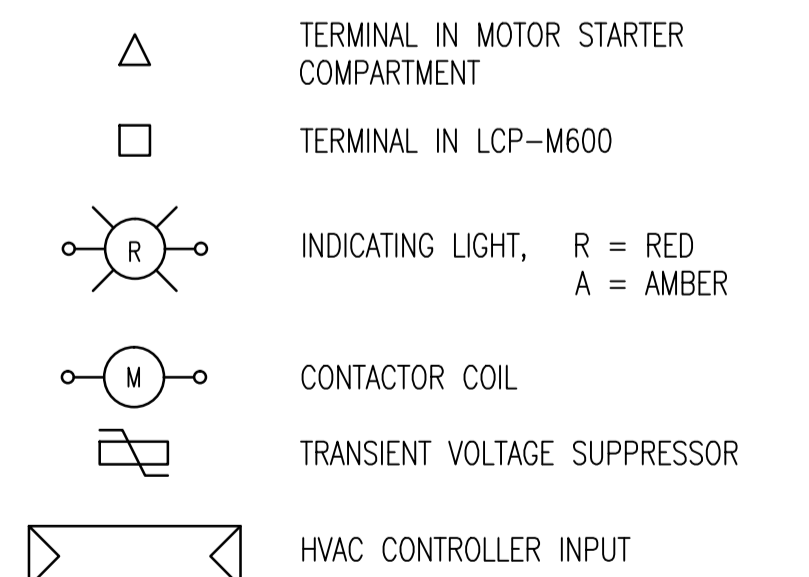 TERMINAL IN MOTOR STARTER
COMPARTMENT
TERMINAL IN LCP-M600
R
INDICATING LIGHT, R = RED
A = AMBER
M
CONTACTOR COIL
TRANSIENT VOLTAGE SUPPRESSOR
HVAC CONTROLLER INPUT